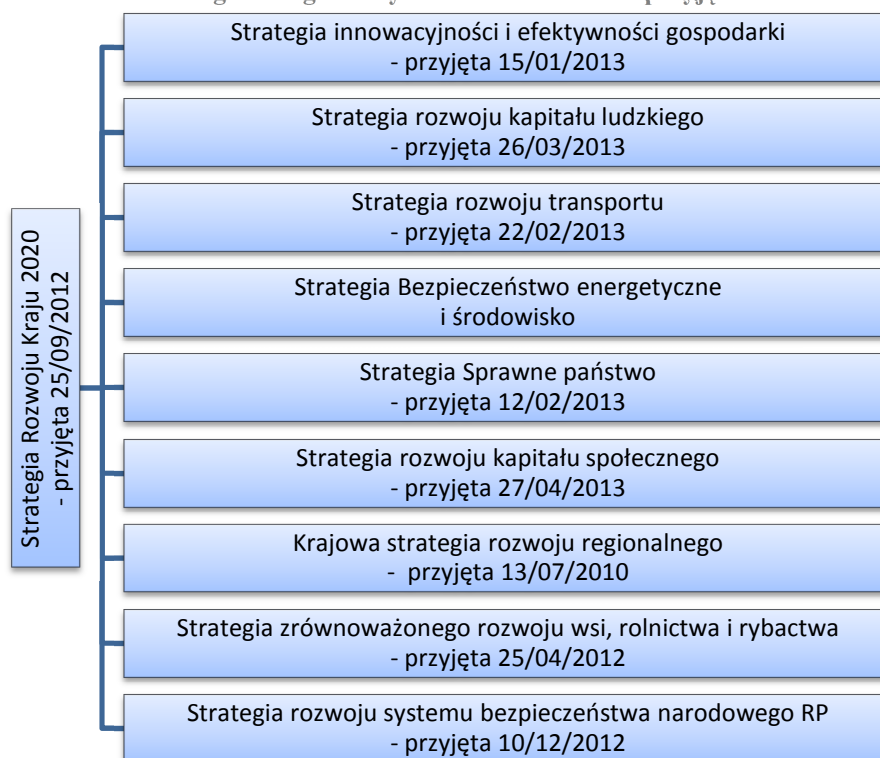 Strategia innowacyjności i efektywności gospodarki
- przyjęta 15/01/2013
Strategia rozwoju kapitału ludzkiego
- przyjęta 26/03/2013
Strategia rozwoju transportu
- przyjęta 22/02/2013
Strategia Rozwoju Kraju 2020
- przyjęta 25/09/2012
Strategia Bezpieczeństwo energetyczne
i środowisko
Strategia Sprawne państwo
- przyjęta 12/02/2013
Strategia rozwoju kapitału społecznego
- przyjęta 27/04/2013
Krajowa strategia rozwoju regionalnego
- przyjęta 13/07/2010
Strategia zrównoważonego rozwoju wsi, rolnictwa i rybactwa
- przyjęta 25/04/2012
Strategia rozwoju systemu bezpieczeństwa narodowego RP
- przyjęta 10/12/2012